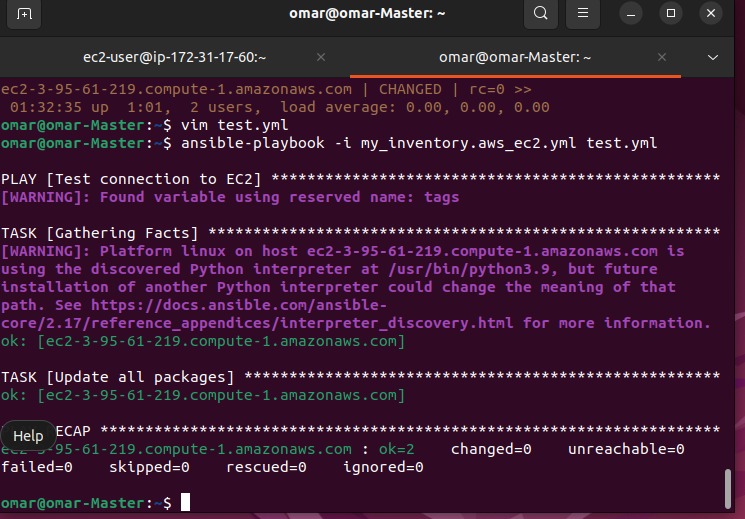 omar@omar-Master: ~
ec2-user@ip-172-31-17-60:~
omar@omar-Master: ~
ec2-3-95-61-219.compute-1.amazonaws.com | CHANGED | rc=0 >>
 01:32:35 up  1:01,  2 users,  load average: 0.00, 0.00, 0.00
omar@omar-Master:~$ vim test.yml
omar@omar-Master:~$ ansible-playbook -i my_inventory.aws_ec2.yml test.yml
PLAY [Test connection to EC2] **************************************************
[WARNING]: Found variable using reserved name: tags
TASK [Gathering Facts] *********************************************************
[WARNING]: Platform linux on host ec2-3-95-61-219.compute-1.amazonaws.com is
using the discovered Python interpreter at /usr/bin/python3.9, but future
installation of another Python interpreter could change the meaning of that
path. See https://docs.ansible.com/ansible-
core/2.17/reference_appendices/interpreter_discovery.html for more information.
ok: [ec2-3-95-61-219.compute-1.amazonaws.com]
TASK [Update all packages] *****************************************************
ok: [ec2-3-95-61-219.compute-1.amazonaws.com]
ECAP *********************************************************************
Help
ec2-3-95-61-219.compute-1.amazonaws.com : ok=2    changed=0    unreachable=0
failed=0    skipped=0    rescued=0    ignored=0
omar@omar-Master:~$